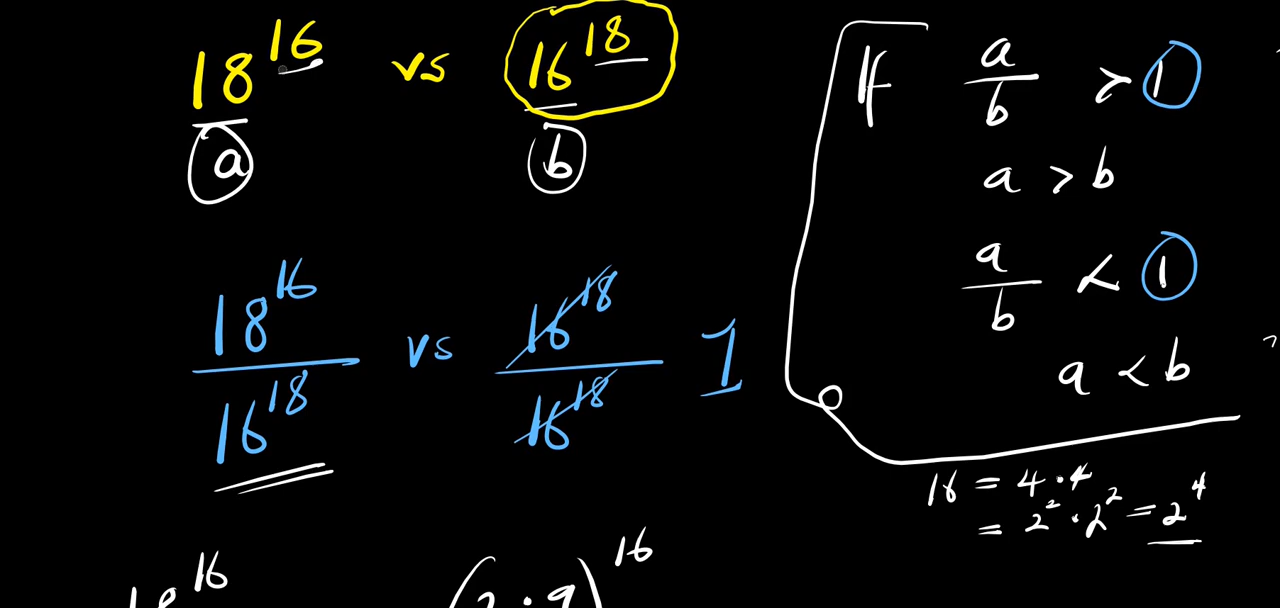 18^16 vs 16^18
a b
18^16 / 16^18 vs 16^18 / 16^18 1
If a/b > 1
a > b
a/b < 1
a < b
16 = 4 · 4
= 2^2 · 2^2 = 2^4
18^16 (2 · 9)^16